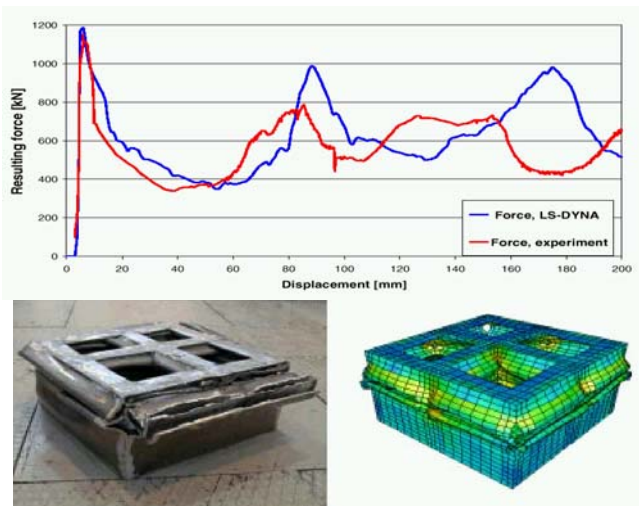 1200
1000
800
600
400
200
0
Resulting force [kN]
Force, LS-DYNA
Force, experiment
0 20 40 60 80 100 120 140 160 180 200
Displacement [mm]